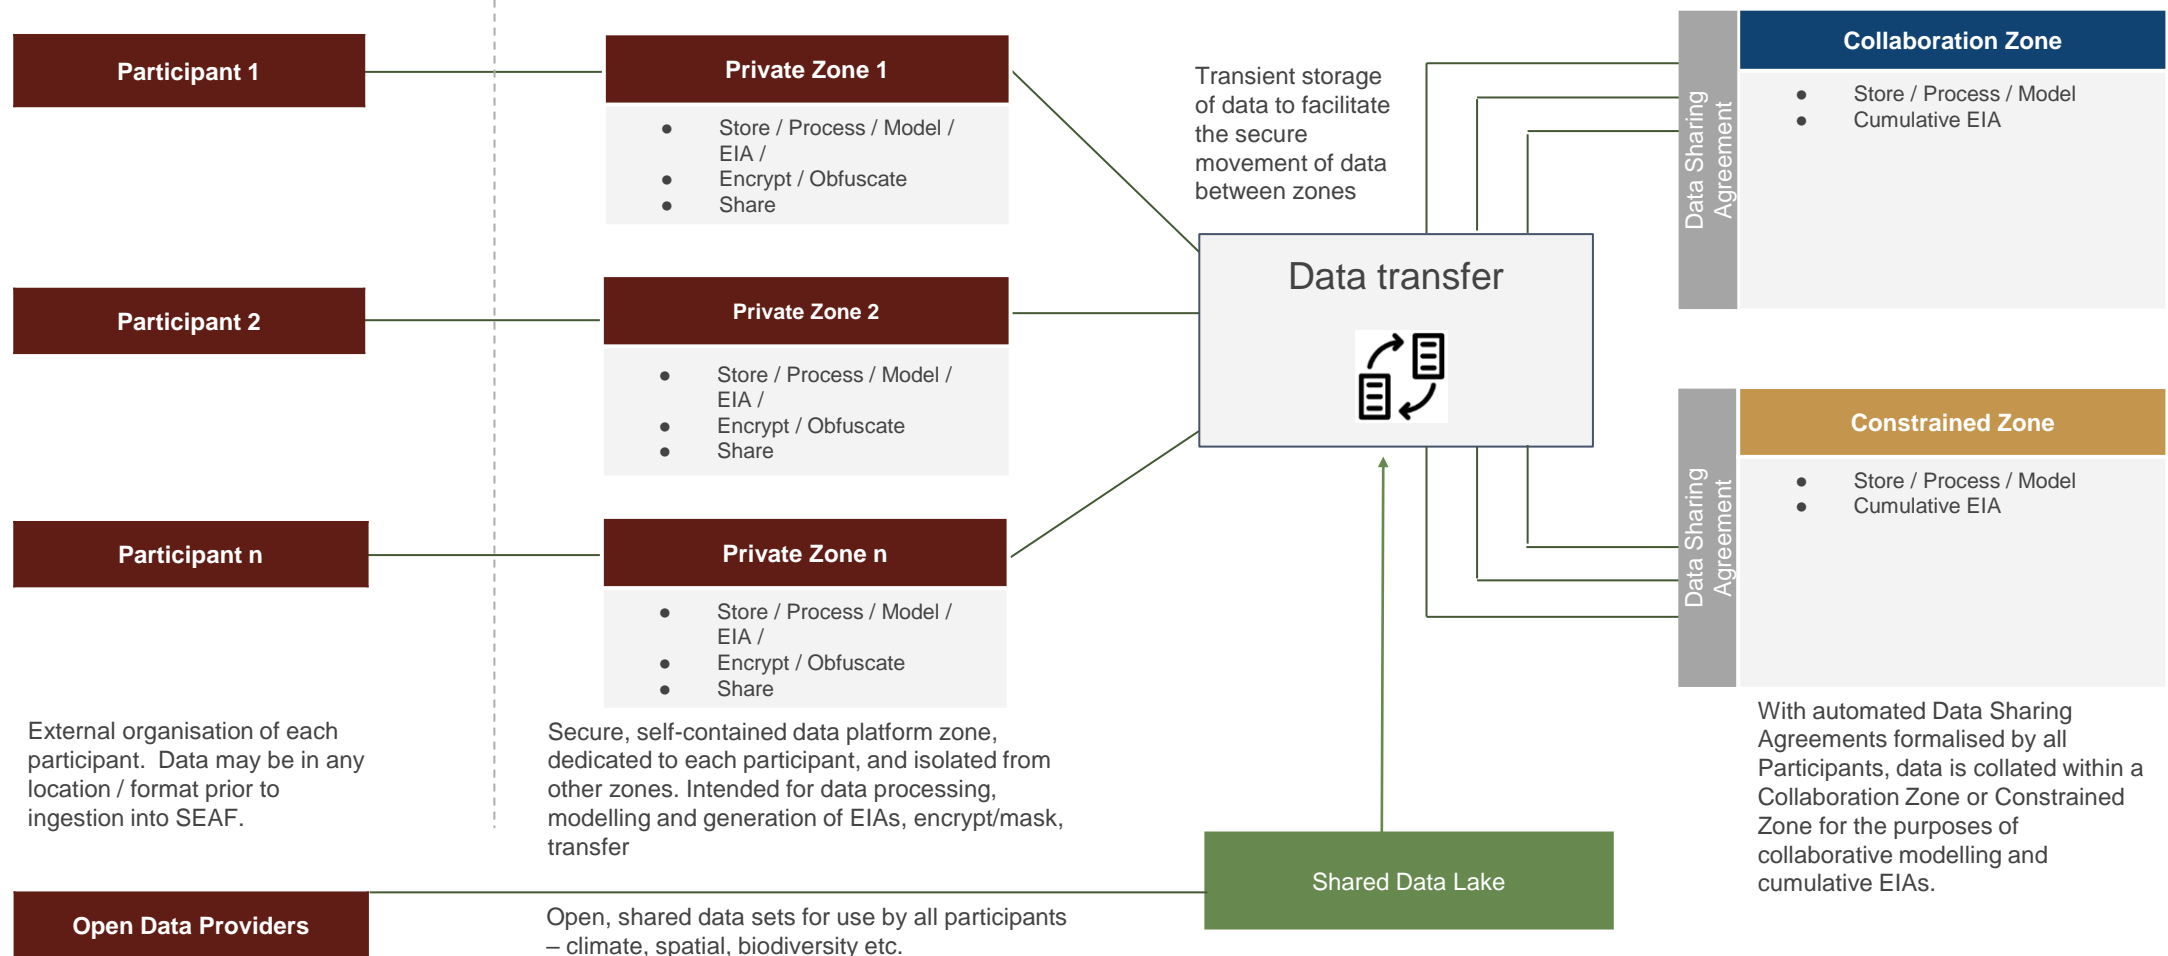 Participant 1
Private Zone 1
● Store / Process / Model /
EIA /
● Encrypt / Obfuscate
● Share
Participant 2
Private Zone 2
● Store / Process / Model /
EIA /
● Encrypt / Obfuscate
● Share
Participant n
Private Zone n
● Store / Process / Model /
EIA /
● Encrypt / Obfuscate
● Share
External organisation of each
participant.  Data may be in any
location / format prior to
ingestion into SEAF.
Secure, self-contained data platform zone,
dedicated to each participant, and isolated from
other zones. Intended for data processing,
modelling and generation of EIAs, encrypt/mask,
transfer
Open Data Providers
Open, shared data sets for use by all participants
– climate, spatial, biodiversity etc.
Transient storage
of data to facilitate
the secure
movement of data
between zones
Data transfer
Shared Data Lake
Data Sharing
Agreement
Collaboration Zone
● Store / Process / Model
● Cumulative EIA
Data Sharing
Agreement
Constrained Zone
● Store / Process / Model
● Cumulative EIA
With automated Data Sharing
Agreements formalised by all
Participants, data is collated within a
Collaboration Zone or Constrained
Zone for the purposes of
collaborative modelling and
cumulative EIAs.